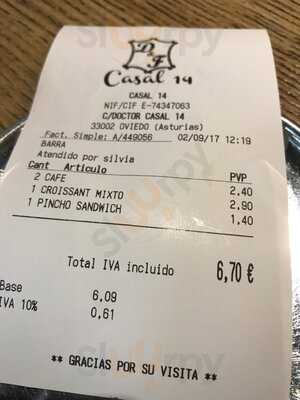 D F
Casal 14
CASAL 14
NIF/CIF E-74347063
C/DOCTOR CASAL 14
33002 OVIEDO (Asturias)
Fact. Simple: A/449056 02/09/17 12:19
BARRA
Atendido por silvia
Cant Articulo PVP
2 CAFE 2.40
1 CROISSANT MIXTO 2.90
1 PINCHO SANDWICH 1,40
Total IVA incluido 6,70 €
Base 6,09
IVA 10% 0,61
** GRACIAS POR SU VISITA **